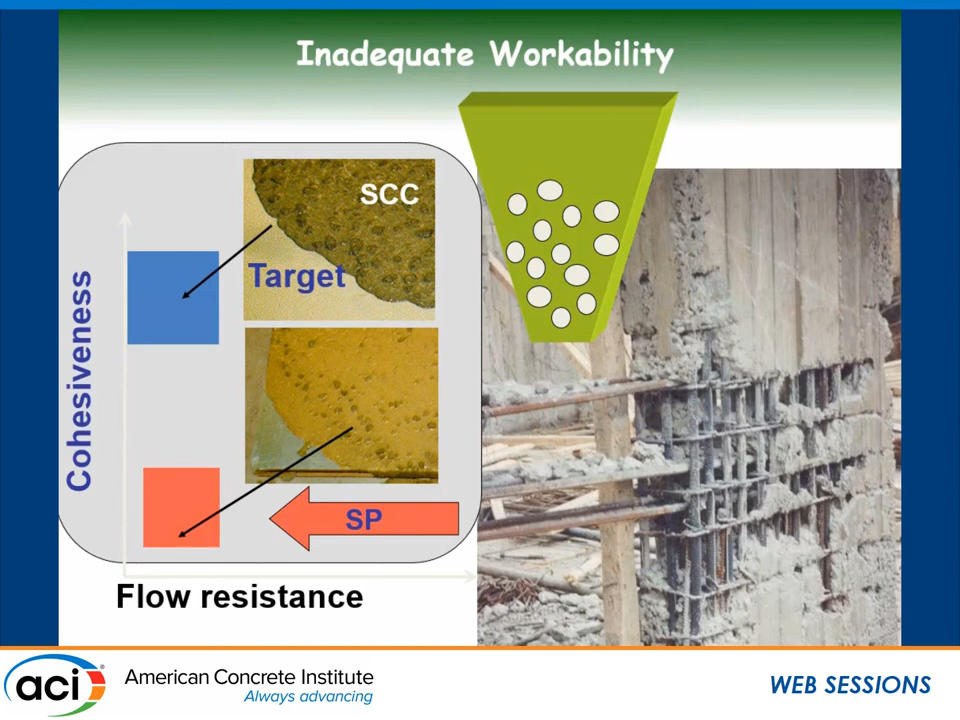 Inadequate Workability
SCC
Target
Cohesiveness
SP
Flow resistance
aci
American Concrete Institute
Always advancing
WEB SESSIONS